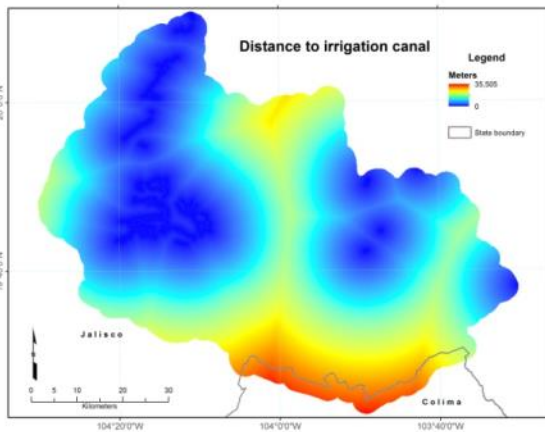 Distance to irrigation canal
Legend
Meters
35,505
0
State boundary
Jalisco
Colima
0 5 10 20 30
Kilometers
104°20'0"W 104°0'0"W 103°40'0"W